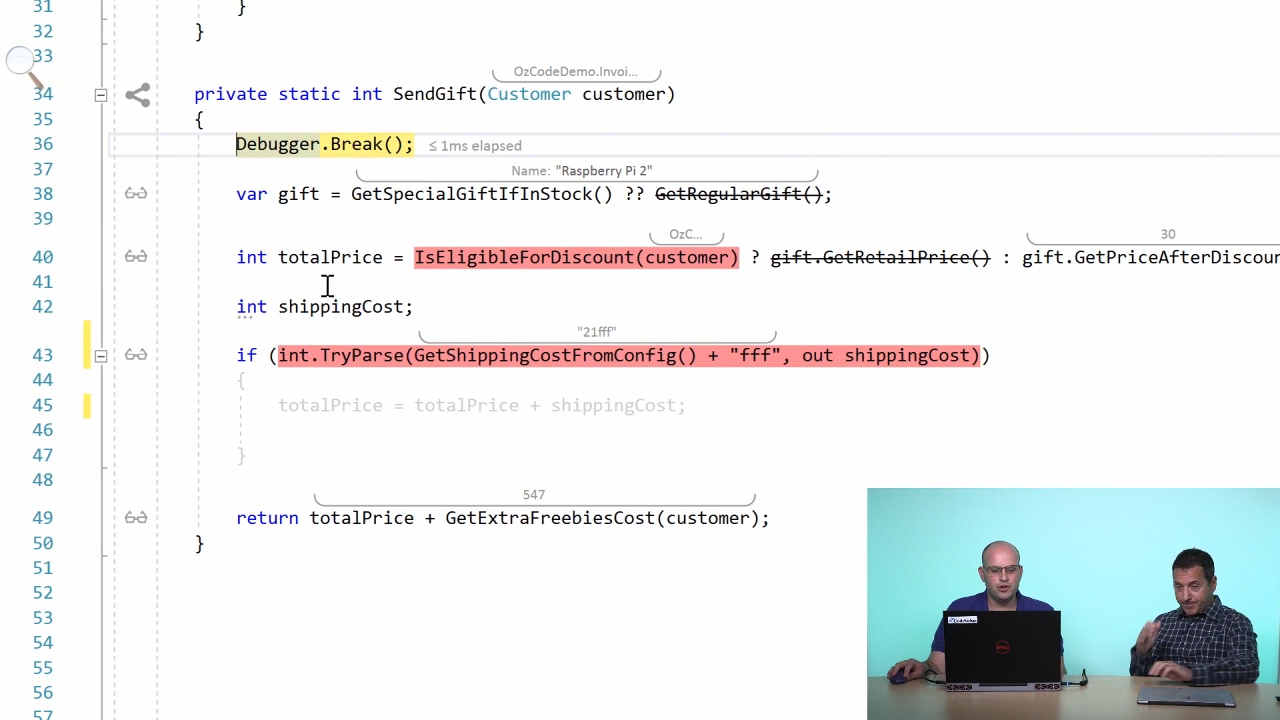 31 }
32 }
33
OzCodeDemo.Invoi...
34 private static int SendGift(Customer customer)
35 {
36 Debugger.Break(); ≤ 1ms elapsed
37
Name: "Raspberry Pi 2"
38 var gift = GetSpecialGiftIfInStock() ?? GetRegularGift();
39
OzC... 30
40 int totalPrice = IsEligibleForDiscount(customer) ? gift.GetRetailPrice() : gift.GetPriceAfterDiscoun
41
42 int shippingCost;
"21fff"
43 if (int.TryParse(GetShippingCostFromConfig() + "fff", out shippingCost))
44 {
45 totalPrice = totalPrice + shippingCost;
46
47 }
48
547
49 return totalPrice + GetExtraFreebiesCost(customer);
50 }
51
52
53
54
55
56
57
DELL